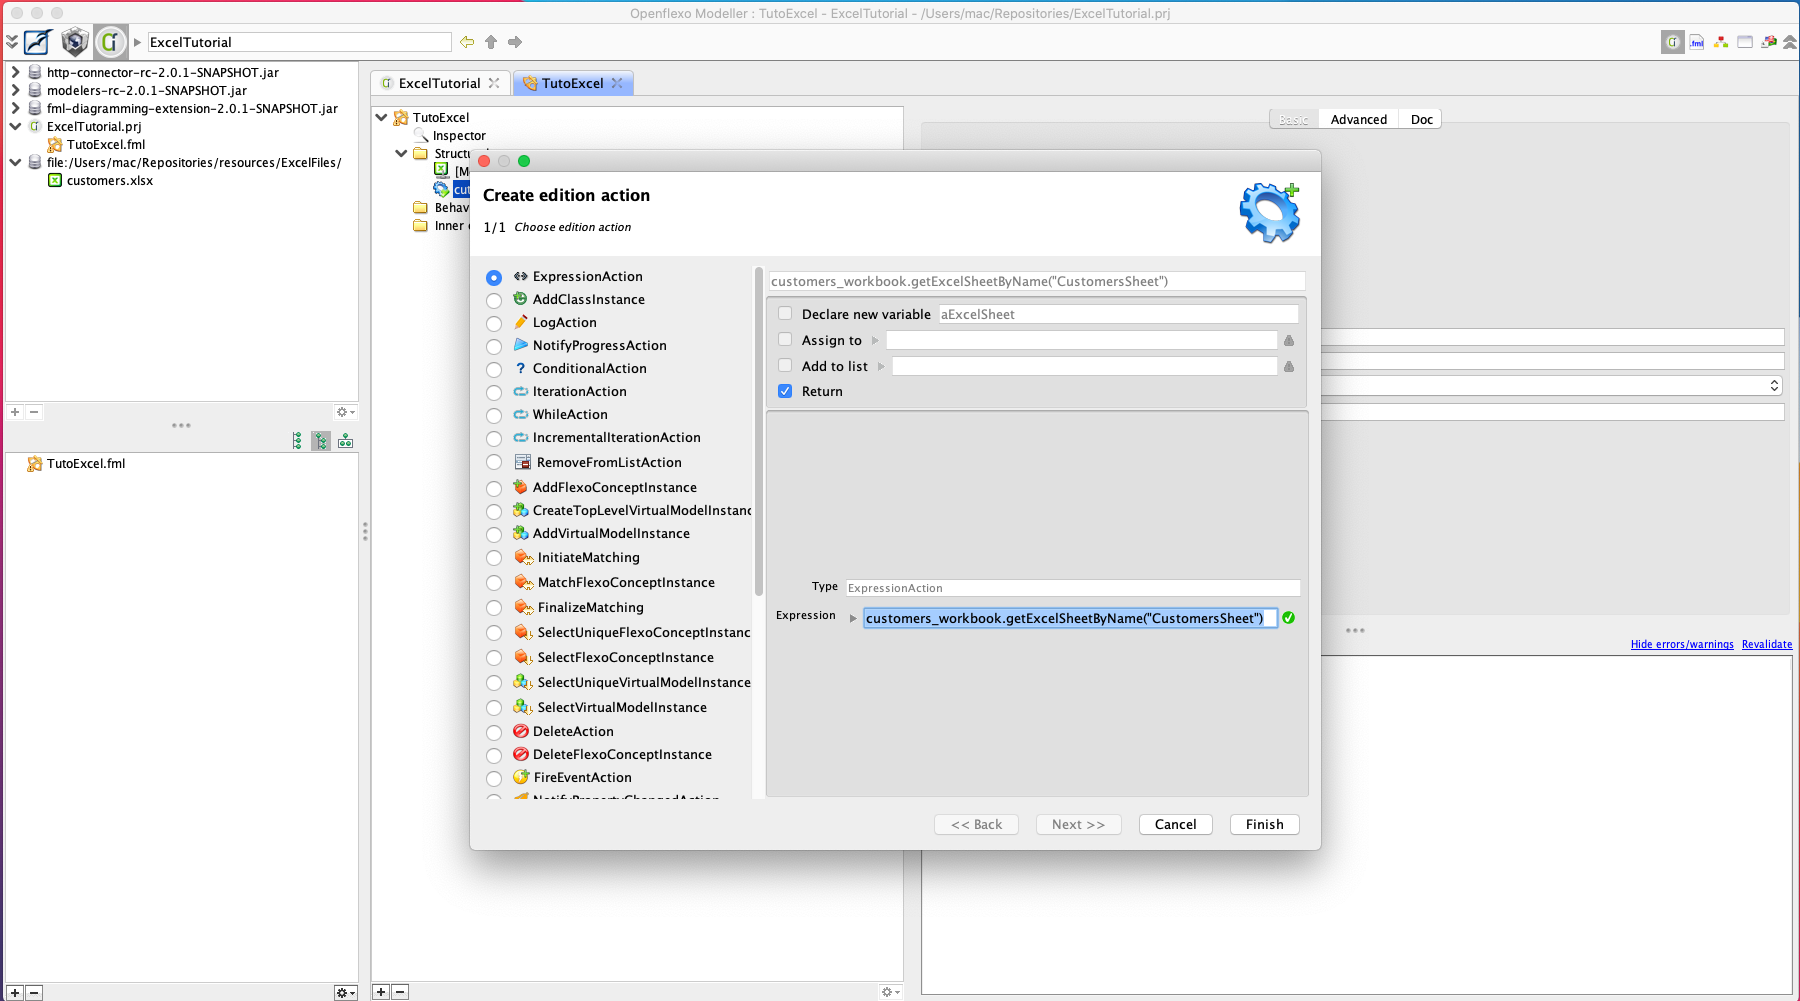 Openflexo Modeller : TutoExcel - ExcelTutorial - /Users/mac/Repositories/ExcelTutorial.prj
ExcelTutorial
http-connector-rc-2.0.1-SNAPSHOT.jar
modelers-rc-2.0.1-SNAPSHOT.jar
fml-diagramming-extension-2.0.1-SNAPSHOT.jar
ExcelTutorial.prj
TutoExcel.fml
file:/Users/mac/Repositories/resources/ExcelFiles/
customers.xlsx
TutoExcel.fml
ExcelTutorial
TutoExcel
TutoExcel
Inspector
Structu
[M
cu
Behav
Inner
Basic
Advanced
Doc
Create edition action
1/1 Choose edition action
ExpressionAction
AddClassInstance
LogAction
NotifyProgressAction
ConditionalAction
IterationAction
WhileAction
IncrementalIterationAction
RemoveFromListAction
AddFlexoConceptInstance
CreateTopLevelVirtualModelInstanc
AddVirtualModelInstance
InitiateMatching
MatchFlexoConceptInstance
FinalizeMatching
SelectUniqueFlexoConceptInstanc
SelectFlexoConceptInstance
SelectUniqueVirtualModelInstance
SelectVirtualModelInstance
DeleteAction
DeleteFlexoConceptInstance
FireEventAction
NotifyPropertyChangedAction
customers_workbook.getExcelSheetByName("CustomersSheet")
Declare new variable aExcelSheet
Assign to
Add to list
Return
Type ExpressionAction
Expression customers_workbook.getExcelSheetByName("CustomersSheet")
<< Back
Next >>
Cancel
Finish
Hide errors/warnings
Revalidate